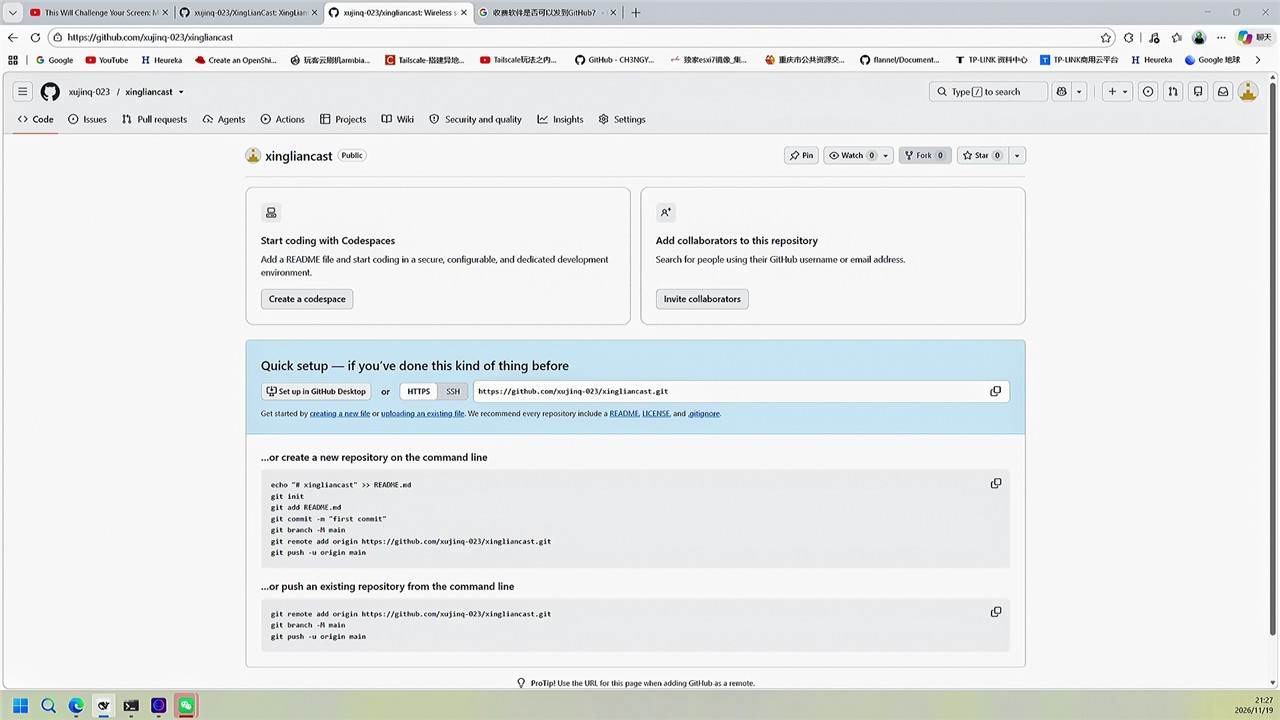 This Will Challenge Your Screen: M
xujinq-023/XingLianCast: XingLian
xujinq-023/xingliancast: Wireless s
收费软件是否可以发到GitHub? -
https://github.com/xujinq-023/xingliancast
聊天
Google
YouTube
Heureka
Create an OpenShi...
玩客云刷机armbia...
Tailscale-搭建异地...
Tailscale玩法之内...
GitHub - CH3NGY...
独家esxi7镜像_集...
重庆市公共资源交...
flannel/Document...
TP-LINK 资料中心
TP-LINK商用云平台
Heureka
Google 地球
xujinq-023 / xingliancast
Type / to search
Code
Issues
Pull requests
Agents
Actions
Projects
Wiki
Security and quality
Insights
Settings
xingliancast Public
Pin
Watch 0
Fork 0
Star 0
Start coding with Codespaces
Add a README file and start coding in a secure, configurable, and dedicated development
environment.
Create a codespace
Add collaborators to this repository
Search for people using their GitHub username or email address.
Invite collaborators
Quick setup — if you've done this kind of thing before
Set up in GitHub Desktop or HTTPS SSH https://github.com/xujinq-023/xingliancast.git
Get started by creating a new file or uploading an existing file. We recommend every repository include a README, LICENSE, and .gitignore.
...or create a new repository on the command line
echo "# xingliancast" >> README.md
git init
git add README.md
git commit -m "first commit"
git branch -M main
git remote add origin https://github.com/xujinq-023/xingliancast.git
git push -u origin main
...or push an existing repository from the command line
git remote add origin https://github.com/xujinq-023/xingliancast.git
git branch -M main
git push -u origin main
ProTip! Use the URL for this page when adding GitHub as a remote.
21:27
2026/11/19